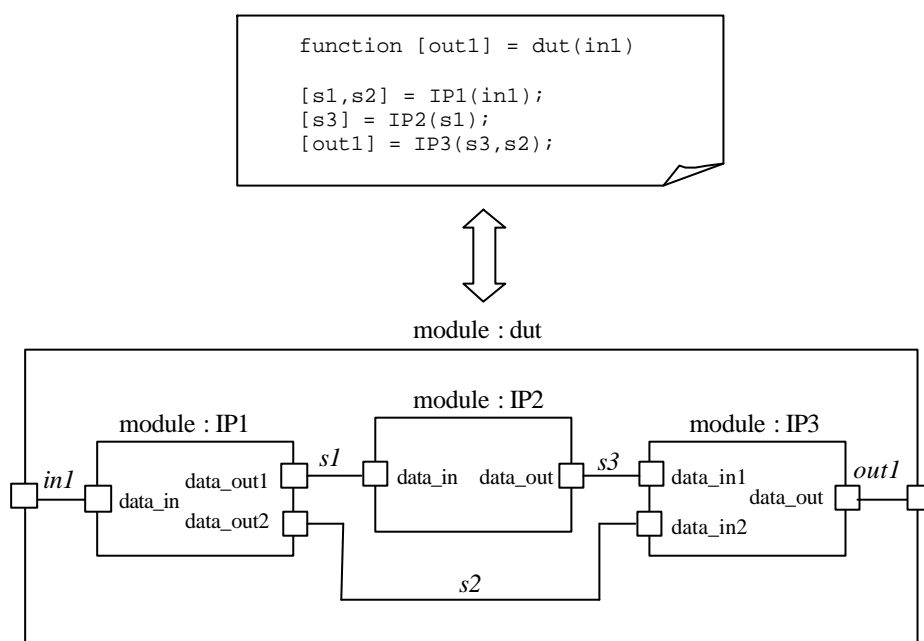 function [out1] = dut(in1)
[s1,s2] = IP1(in1);
[s3] = IP2(s1);
[out1] = IP3(s3,s2);
module : dut
module : IP1
module : IP2
module : IP3
in1
data_in
data_out1
data_out2
s1
data_in
data_out
s3
data_in1
data_in2
data_out
out1
s2